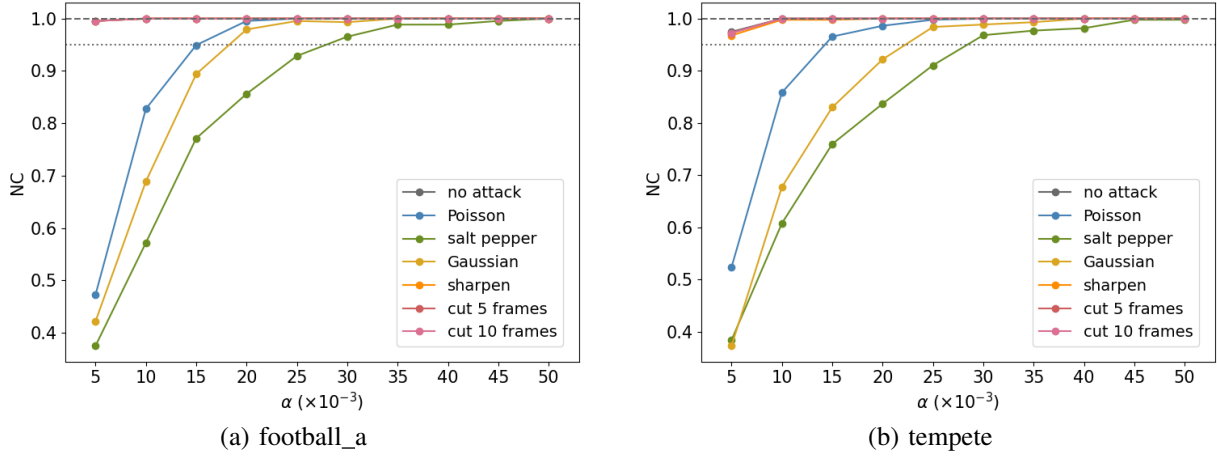 1.0
0.9
0.8
0.7
0.6
0.5
0.4
NC
no attack
Poisson
salt pepper
Gaussian
sharpen
cut 5 frames
cut 10 frames
5 10 15 20 25 30 35 40 45 50
α (×10⁻³)
(a) football_a
1.0
0.9
0.8
0.7
0.6
0.5
0.4
NC
no attack
Poisson
salt pepper
Gaussian
sharpen
cut 5 frames
cut 10 frames
5 10 15 20 25 30 35 40 45 50
α (×10⁻³)
(b) tempete